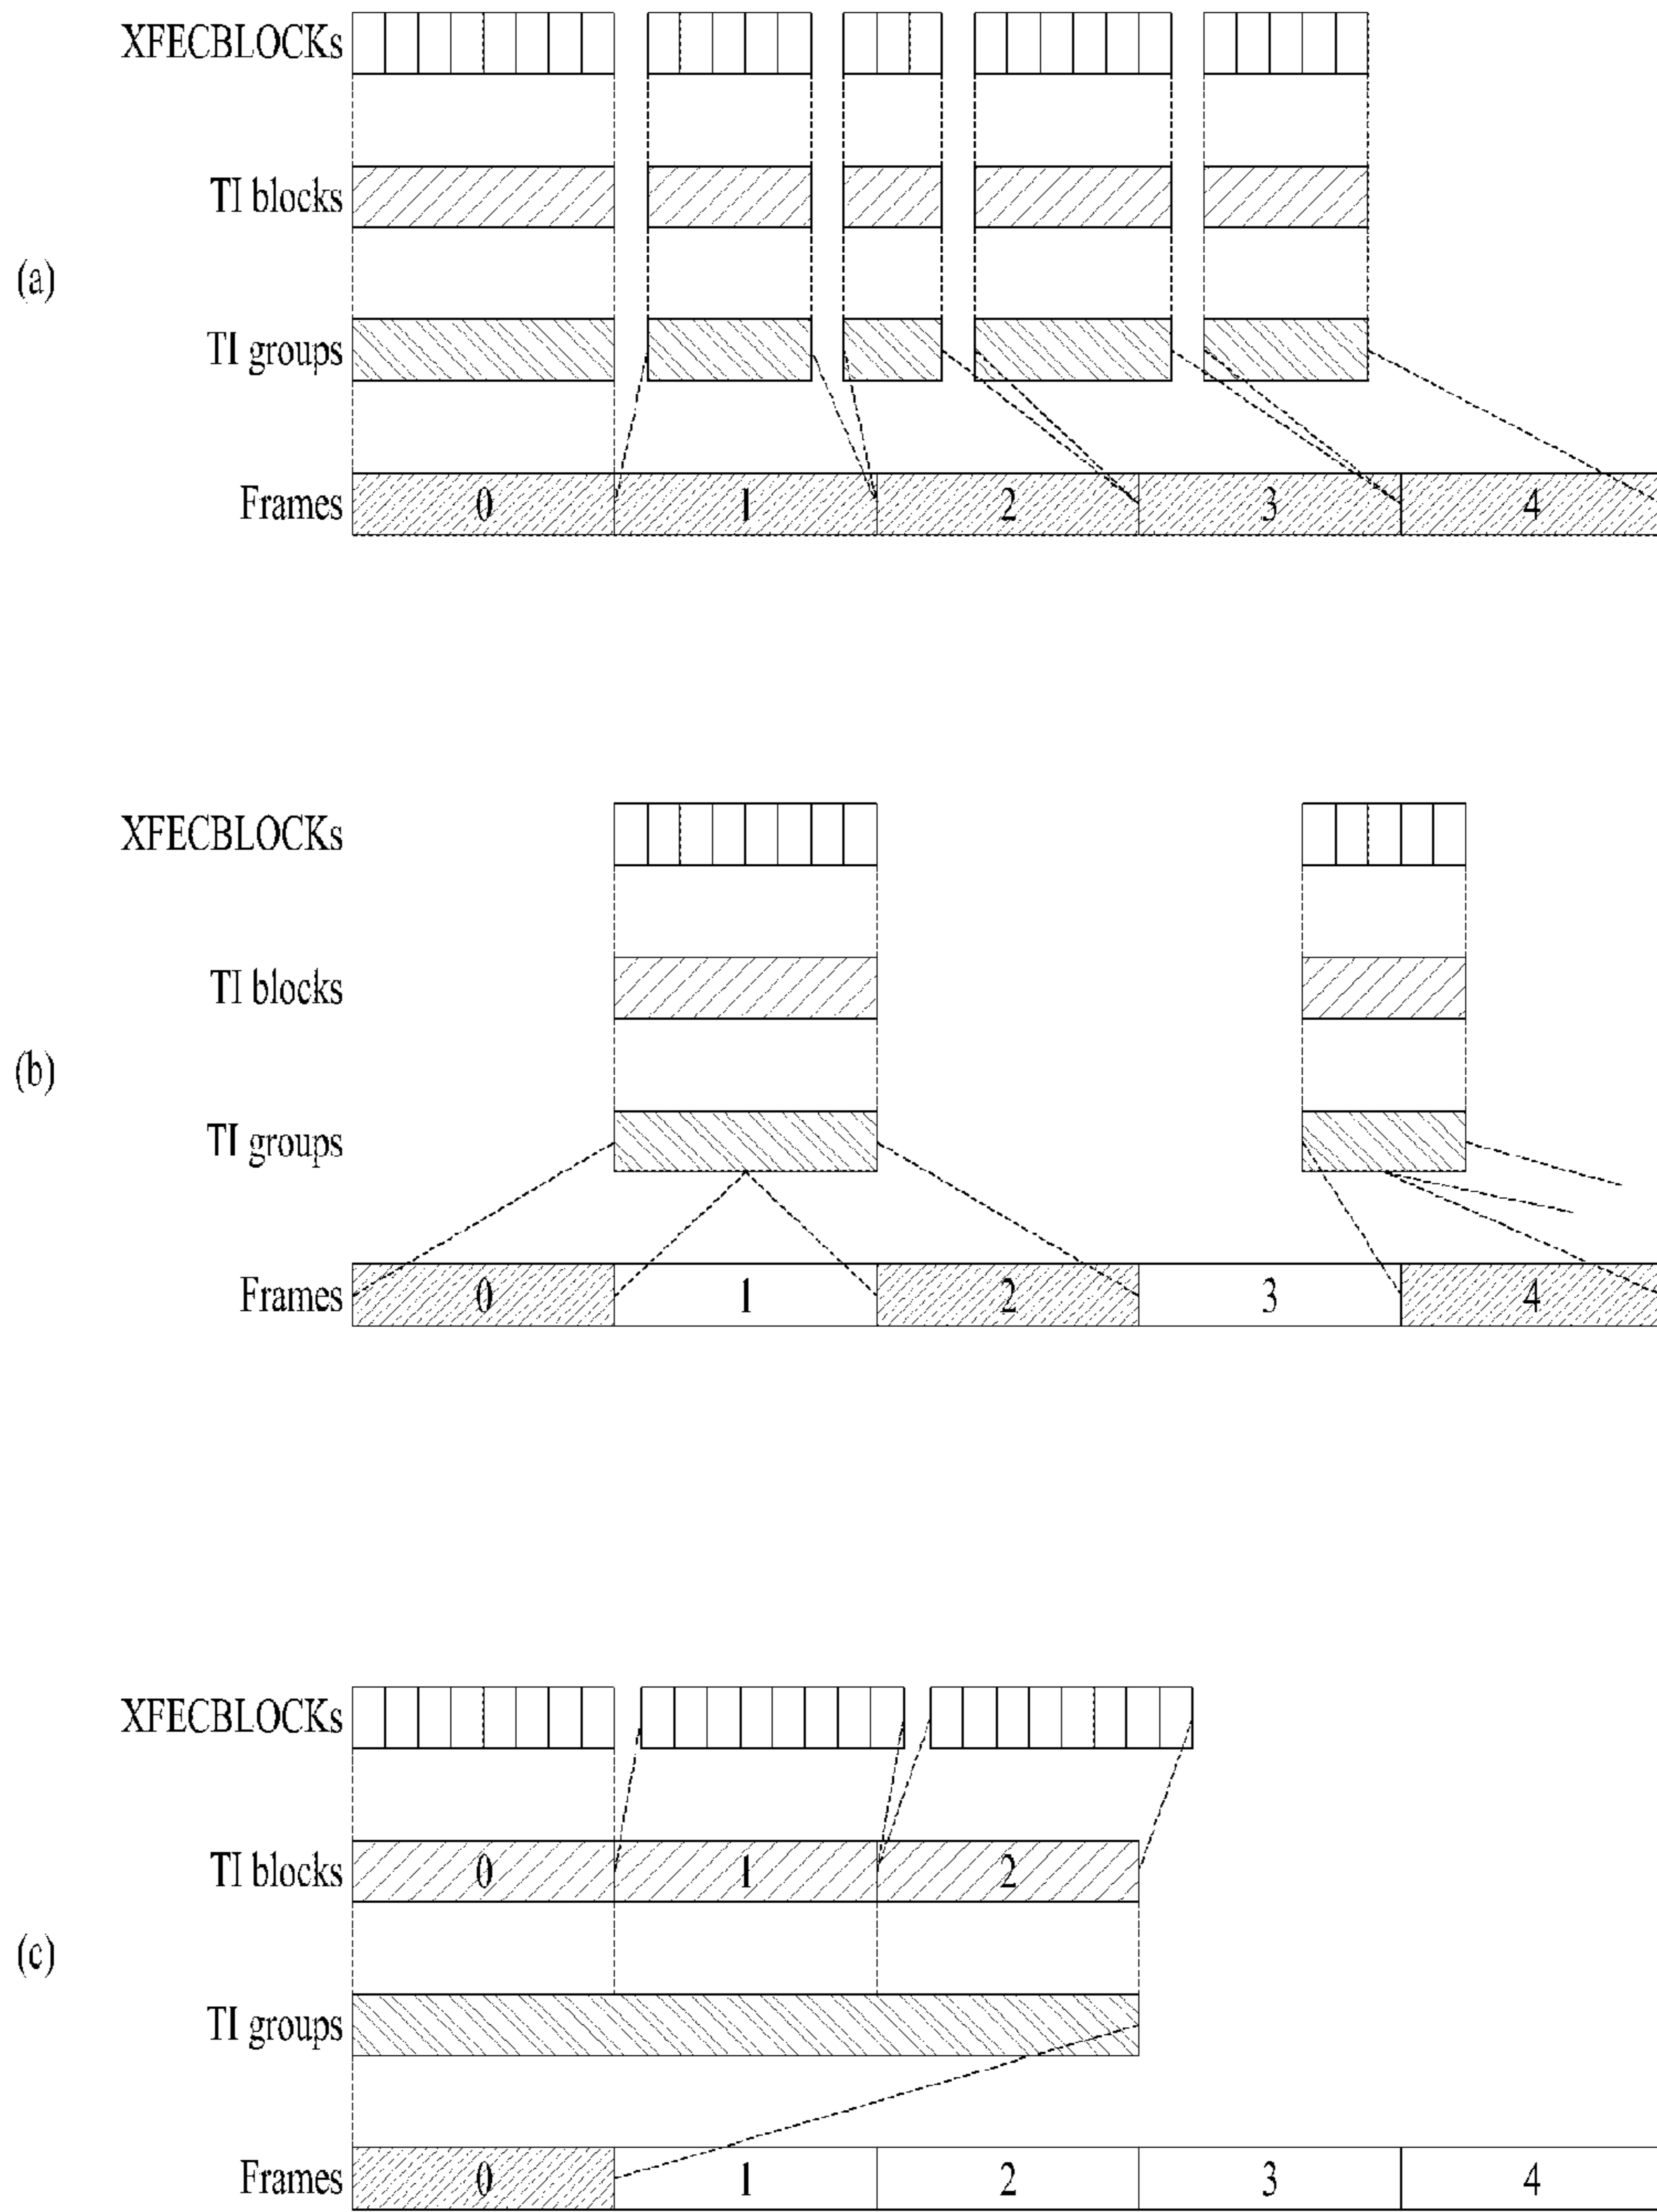 XFECBLOCKs
TI blocks
(a)
TI groups
Frames 0 1 2 3 4
XFECBLOCKs
TI blocks
(b)
TI groups
Frames 0 1 2 3 4
XFECBLOCKs
TI blocks 0 1 2
(c)
TI groups
Frames 0 1 2 3 4